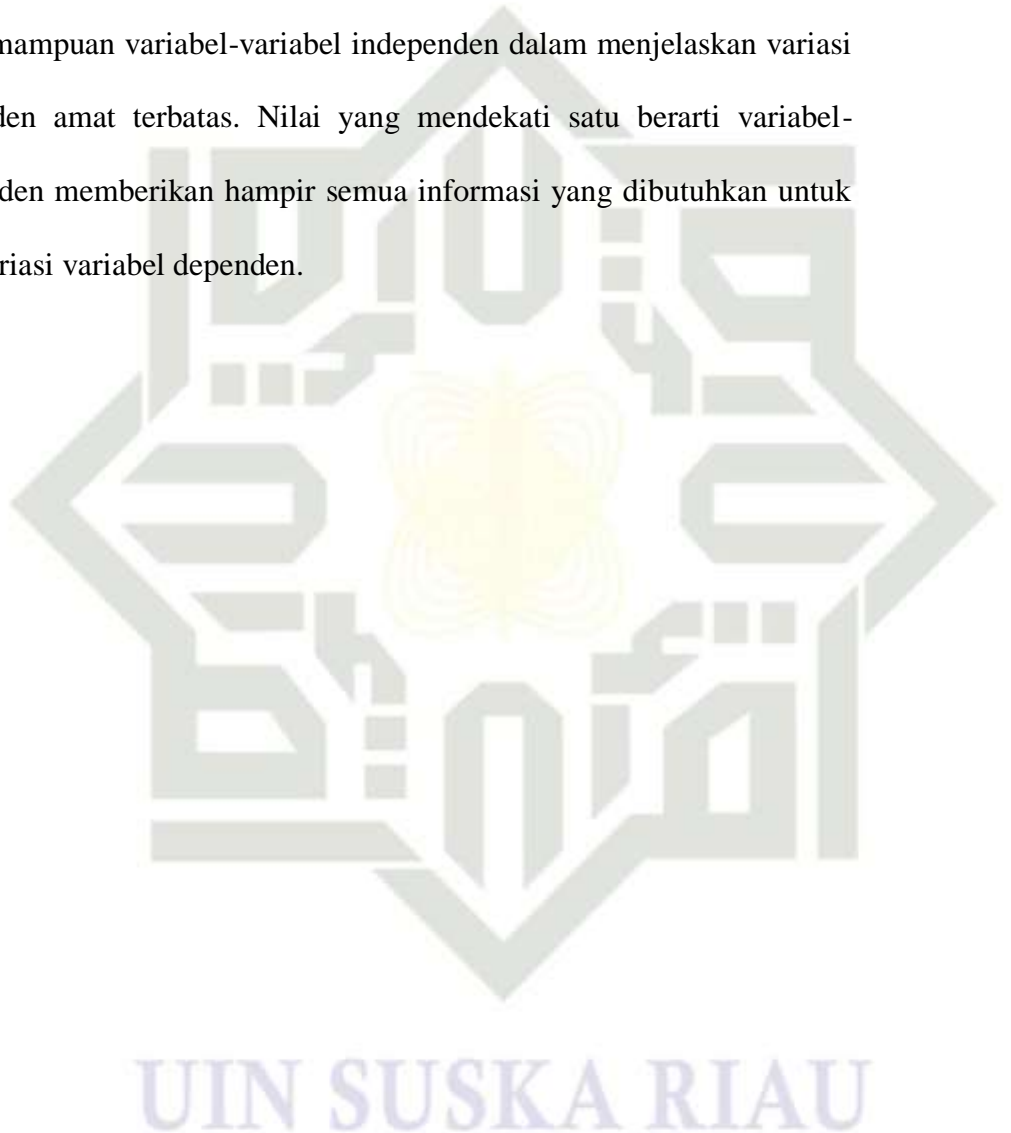 mampuan variabel-variabel independen dalam menjelaskan variasi
den amat terbatas. Nilai yang mendekati satu berarti variabel-
den memberikan hampir semua informasi yang dibutuhkan untuk
riasi variabel dependen.
UIN SUSKA RIAU